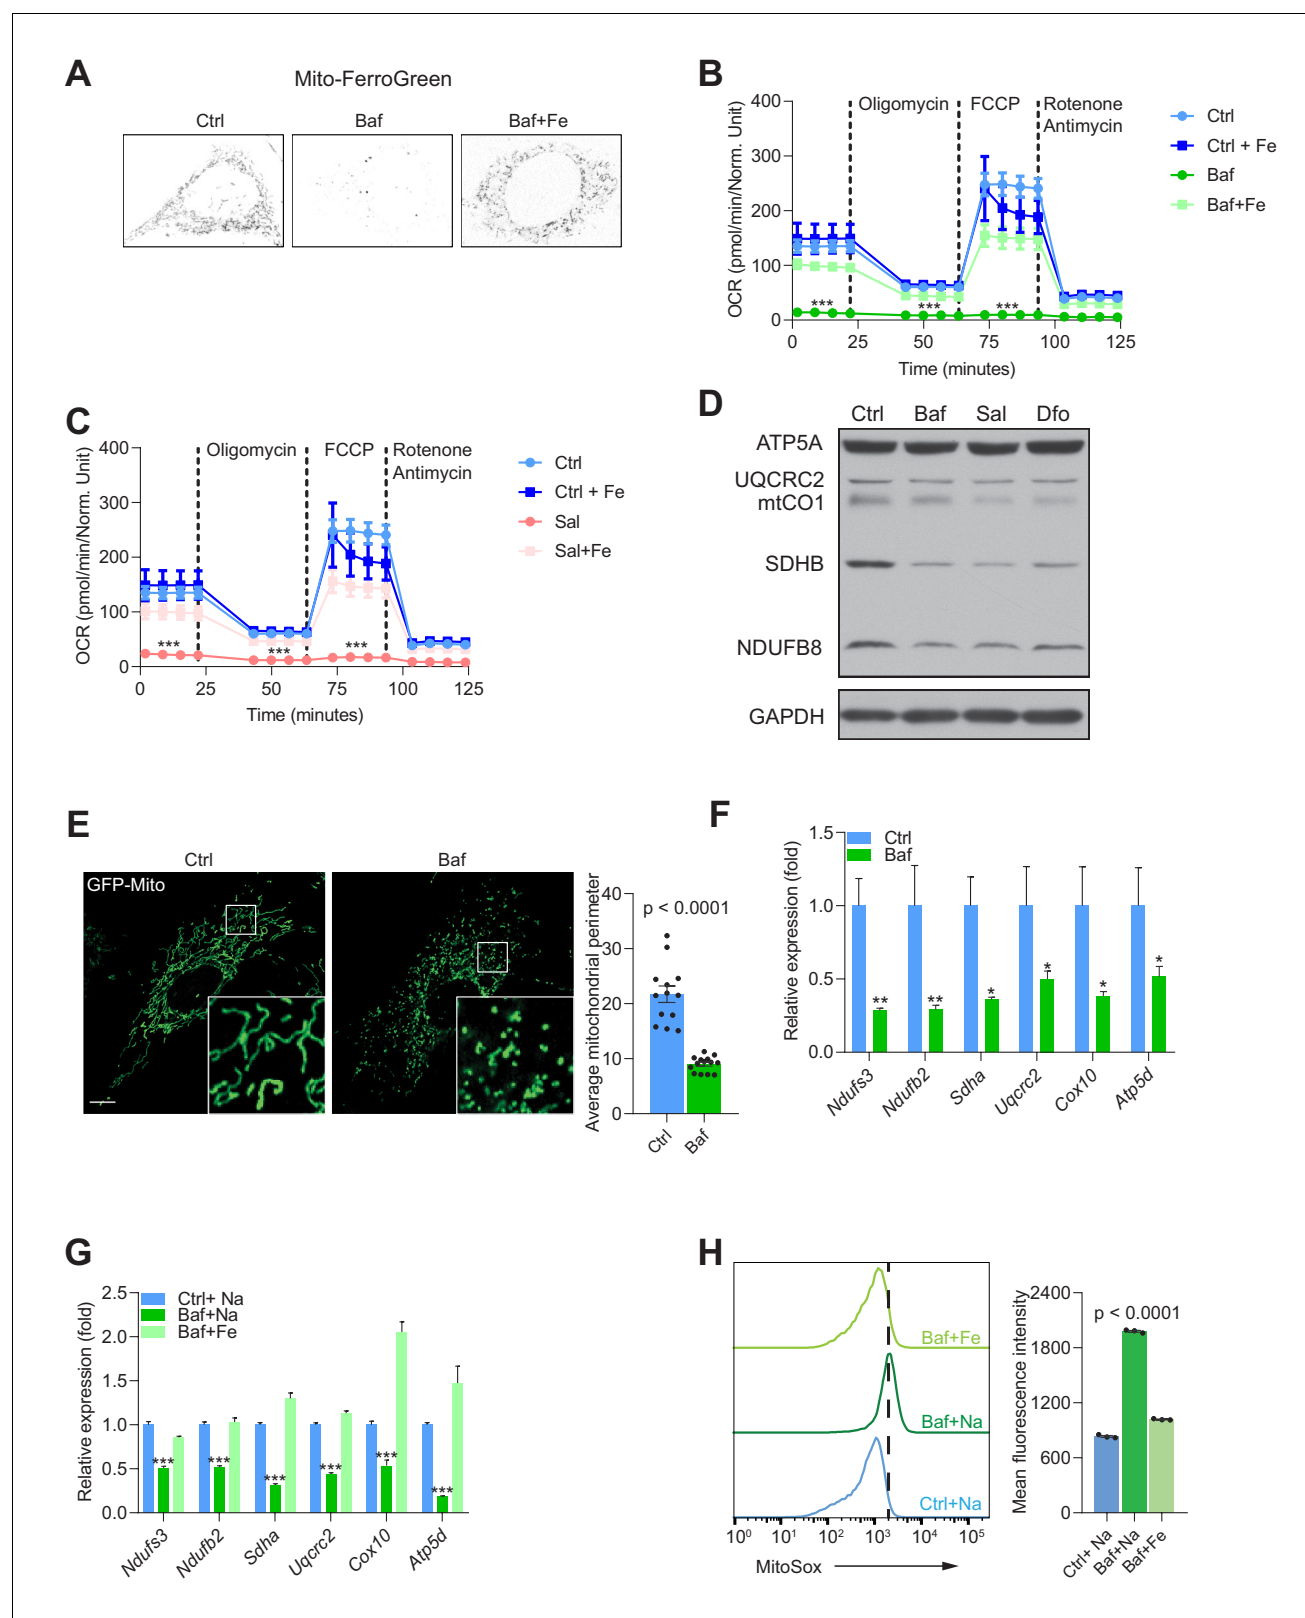 A
Mito-FerroGreen
Ctrl
Baf
Baf+Fe
B
OCR (pmol/min/Norm. Unit)
400
300
200
100
0
Oligomycin
FCCP
Rotenone
Antimycin
***
***
***
0
25
50
75
100
125
Time (minutes)
Ctrl
Ctrl + Fe
Baf
Baf+Fe
C
OCR (pmol/min/Norm. Unit)
400
300
200
100
0
Oligomycin
FCCP
Rotenone
Antimycin
***
***
***
0
25
50
75
100
125
Time (minutes)
Ctrl
Ctrl + Fe
Sal
Sal+Fe
D
Ctrl
Baf
Sal
Dfo
ATP5A
UQCRC2
mtCO1
SDHB
NDUFB8
GAPDH
E
Ctrl
Baf
GFP-Mito
Average mitochondrial perimeter
40
30
20
10
0
p < 0.0001
Ctrl
Baf
F
Relative expression (fold)
1.5
1.0
0.5
0.0
Ctrl
Baf
**
**
*
*
*
*
Ndufs3
Ndufb2
Sdha
Uqcrc2
Cox10
Atp5d
G
Relative expression (fold)
2.5
2.0
1.5
1.0
0.5
0.0
Ctrl+ Na
Baf+Na
Baf+Fe
***
***
***
***
***
***
Ndufs3
Ndufb2
Sdha
Uqcrc2
Cox10
Atp5d
H
Baf+Fe
Baf+Na
Ctrl+Na
10⁰
10¹
10²
10³
10⁴
10⁵
MitoSox
Mean fluorescence intensity
2400
1800
1200
600
0
p < 0.0001
Ctrl+ Na
Baf+Na
Baf+Fe